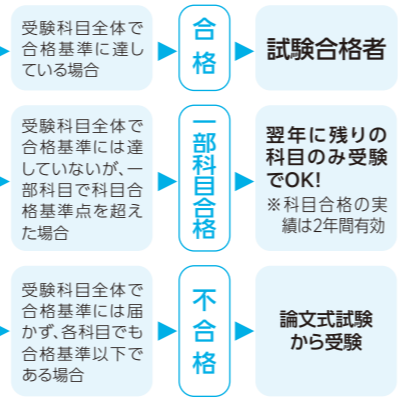 受験科目全体で
合格基準に達し
ている場合
合格
試験合格者
受験科目全体で
合格基準には達
していないが、一
部科目で科目合
格基準点を超え
た場合
一部科目合格
翌年に残りの
科目のみ受験
でOK!
※科目合格の実
績は2年間有効
受験科目全体で
合格基準には届
かず、各科目でも
合格基準以下で
ある場合
不合格
論文式試験
から受験